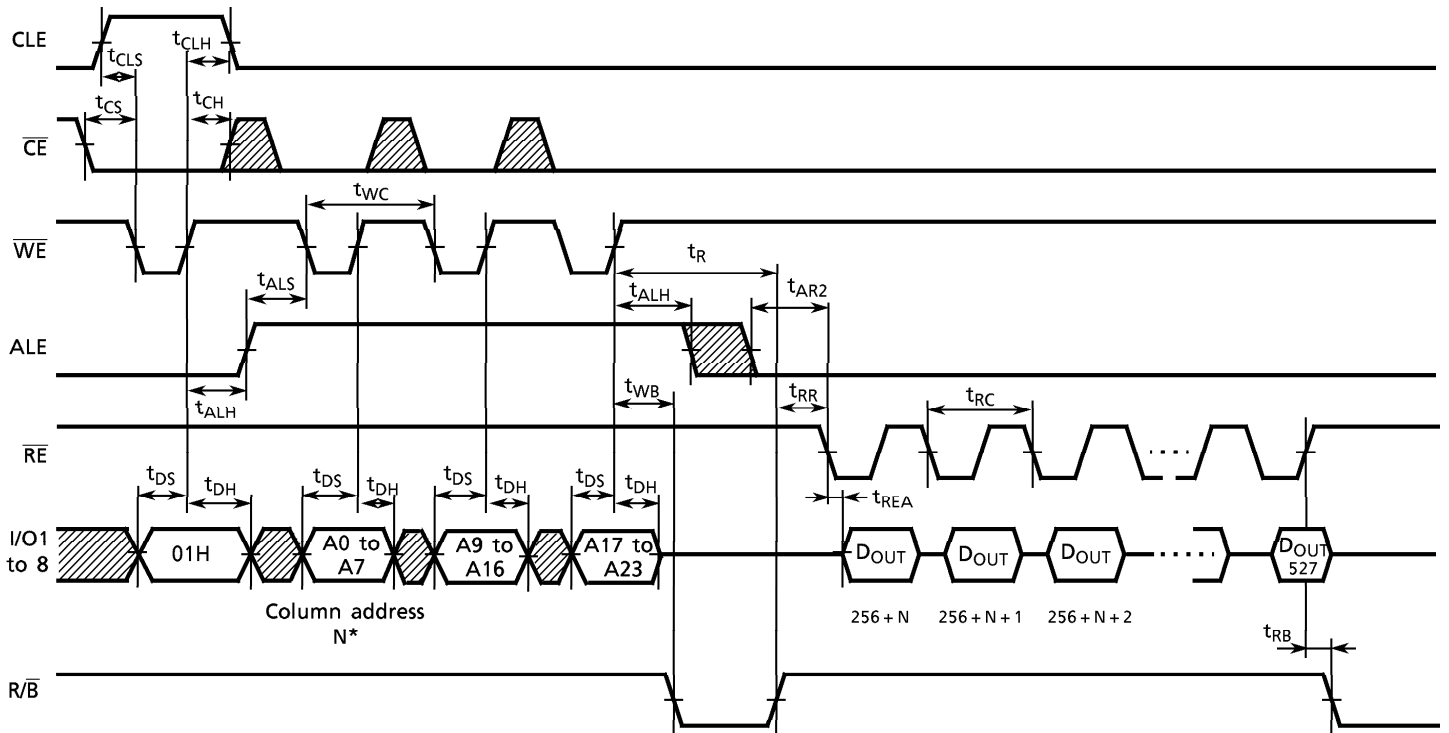 CLE
tCLS
tCLH
tCS
tCH
CE
tWC
WE
tR
tALS
tALH
tAR2
ALE
tALH
tWB
tRR
tRC
RE
tDS
tDH
tDS
tDH
tDS
tDH
tDS
tDH
tREA
I/O1
to 8
01H
A0 to
A7
A9 to
A16
A17 to
A23
DOUT
DOUT
DOUT
DOUT
527
Column address
N*
256 + N
256 + N + 1
256 + N + 2
tRB
R/B